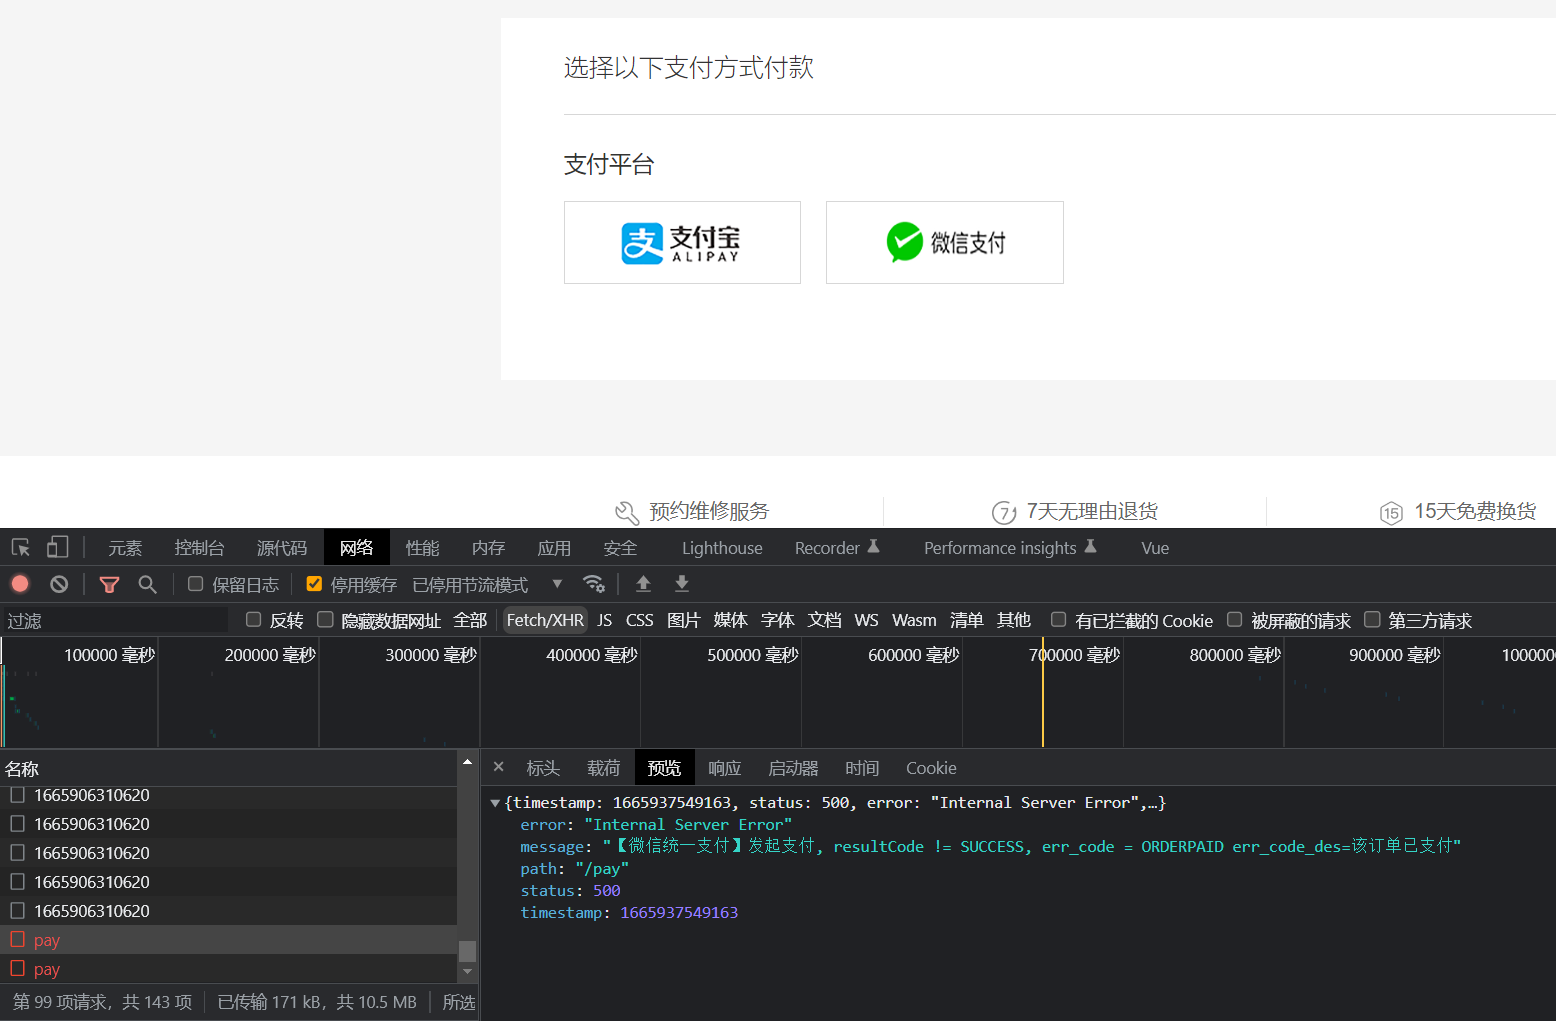 选择以下支付方式付款
支付平台
支付宝 ALIPAY 微信支付
预约维修服务 7天无理由退货 15天免费换货
元素 控制台 源代码 网络 性能 内存 应用 安全 Lighthouse Recorder Performance insights Vue
保留日志 停用缓存 已停用节流模式
过滤 反转 隐藏数据网址 全部 Fetch/XHR JS CSS 图片 媒体 字体 文档 WS Wasm 清单 其他 有已拦截的 Cookie 被屏蔽的请求 第三方请求
100000 毫秒 200000 毫秒 300000 毫秒 400000 毫秒 500000 毫秒 600000 毫秒 700000 毫秒 800000 毫秒 900000 毫秒 100000
名称
1665906310620
1665906310620
1665906310620
1665906310620
1665906310620
pay
pay
第 99 项请求，共 143 项 已传输 171 kB，共 10.5 MB 所选
× 标头 载荷 预览 响应 启动器 时间 Cookie
▼{timestamp: 1665937549163, status: 500, error: "Internal Server Error",…}
error: "Internal Server Error"
message: "【微信统一支付】发起支付, resultCode != SUCCESS, err_code = ORDERPAID err_code_des=该订单已支付"
path: "/pay"
status: 500
timestamp: 1665937549163